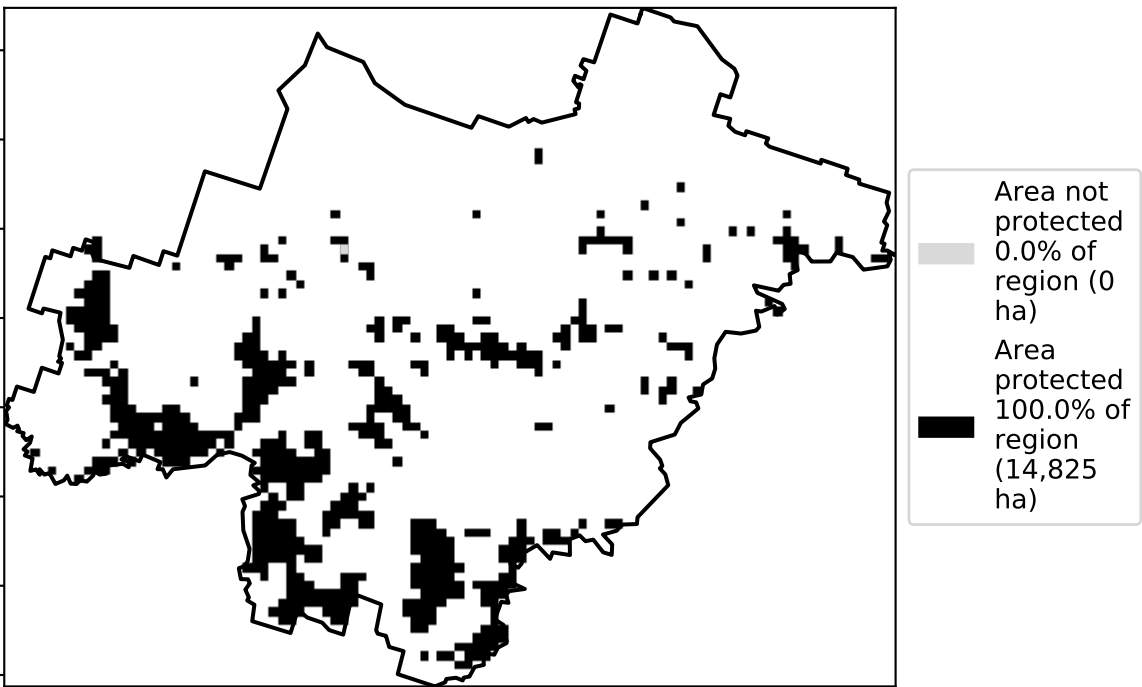 Area not
protected
0.0% of
region (0
ha)
Area
protected
100.0% of
region
(14,825
ha)